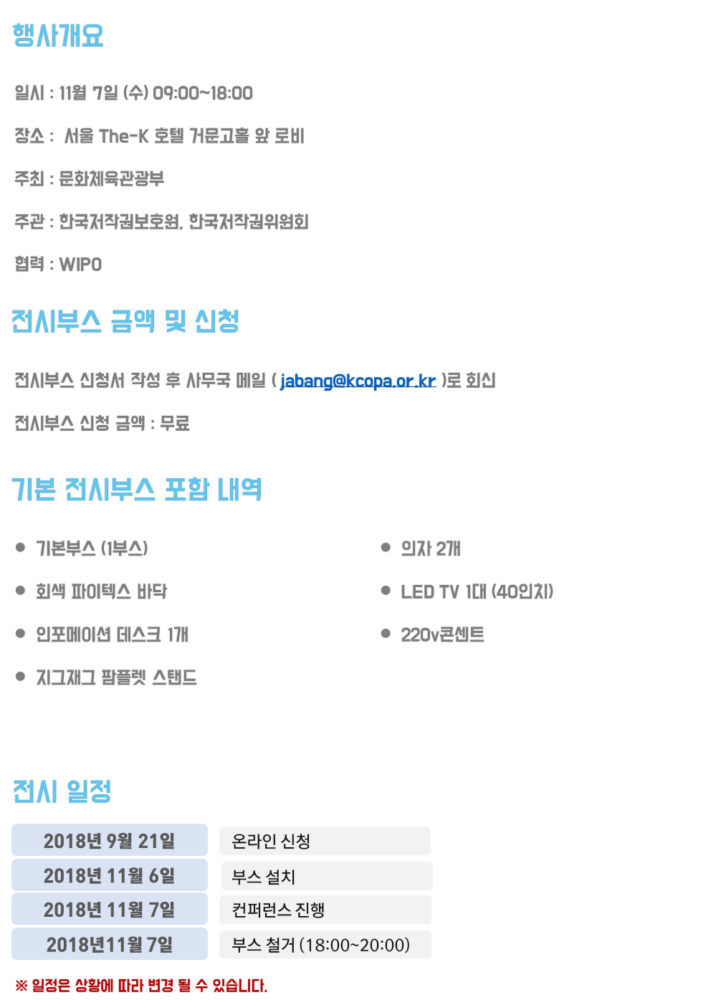 행사개요
일시 : 11월 7일 (수) 09:00~18:00
장소 : 서울 The-K 호텔 거문고홀 앞 로비
주최 : 문화체육관광부
주관 : 한국저작권보호원, 한국저작권위원회
협력 : WIPO
전시부스 금액 및 신청
전시부스 신청서 작성 후 사무국 메일 ( jabang@kcopa.or.kr )로 회신
전시부스 신청 금액 : 무료
기본 전시부스 포함 내역
● 기본부스 (1부스)
● 회색 파이텍스 바닥
● 인포메이션 데스크 1개
● 지그재그 팜플렛 스탠드
● 의자 2개
● LED TV 1대 (40인치)
● 220v콘센트
전시 일정
2018년 9월 21일 온라인 신청
2018년 11월 6일 부스 설치
2018년 11월 7일 컨퍼런스 진행
2018년11월 7일 부스 철거 (18:00~20:00)
※ 일정은 상황에 따라 변경 될 수 있습니다.